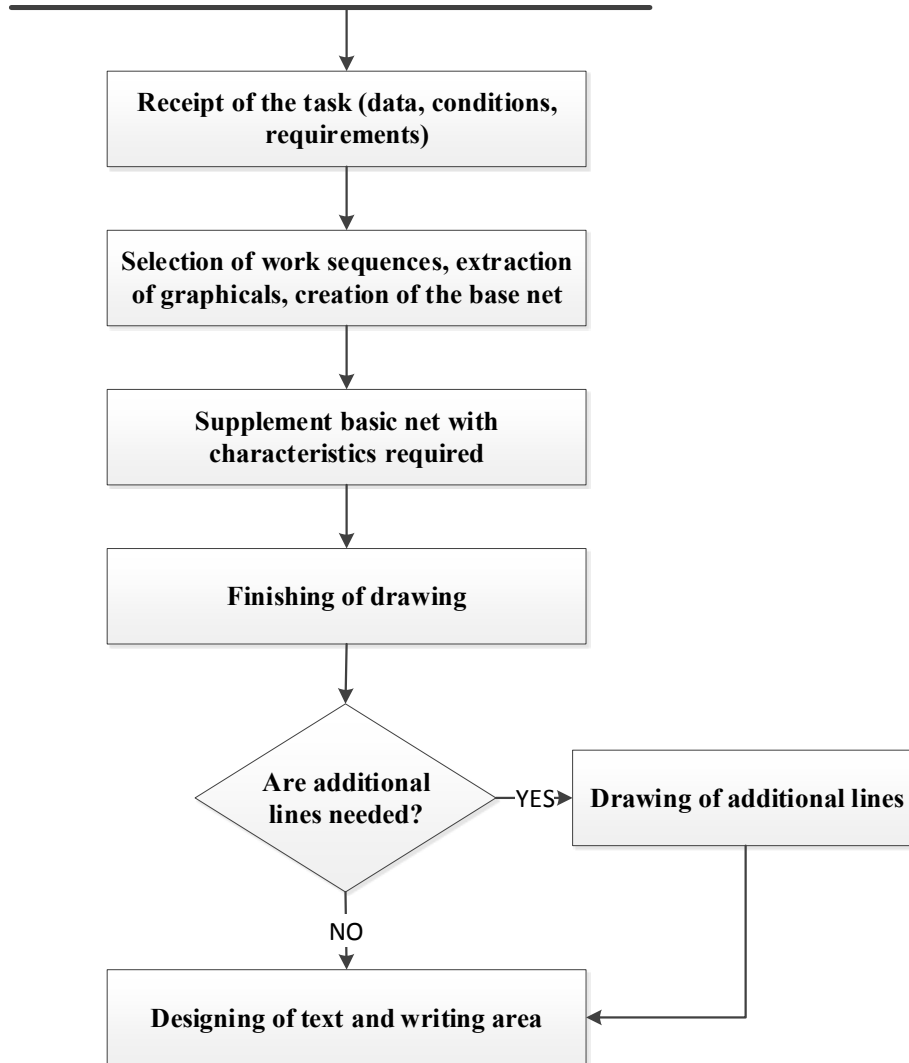 Receipt of the task (data, conditions,
requirements)
Selection of work sequences, extraction
of graphicals, creation of the base net
Supplement basic net with
characteristics required
Finishing of drawing
Are additional
lines needed?
YES
Drawing of additional lines
NO
Designing of text and writing area